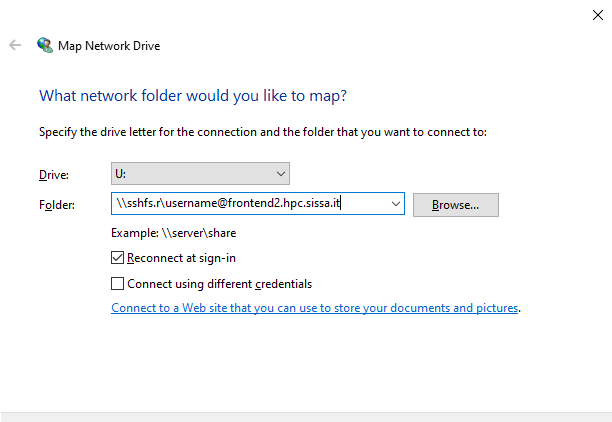 Map Network Drive
What network folder would you like to map?
Specify the drive letter for the connection and the folder that you want to connect to:
Drive: U:
Folder: \\sshfs.r\username@frontend2.hpc.sissa.it Browse...
Example: \\server\share
Reconnect at sign-in
Connect using different credentials
Connect to a Web site that you can use to store your documents and pictures.